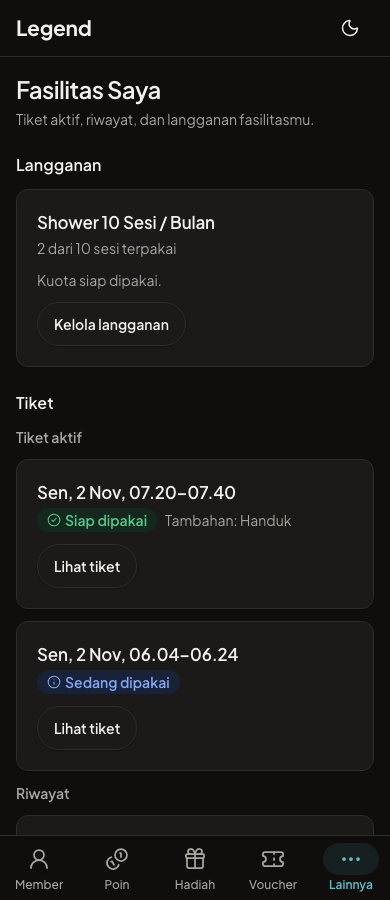 Legend
Fasilitas Saya
Tiket aktif, riwayat, dan langganan fasilitasmu.
Langganan
Shower 10 Sesi / Bulan
2 dari 10 sesi terpakai
Kuota siap dipakai.
Kelola langganan
Tiket
Tiket aktif
Sen, 2 Nov, 07.20–07.40
Siap dipakai Tambahan: Handuk
Lihat tiket
Sen, 2 Nov, 06.04–06.24
Sedang dipakai
Lihat tiket
Riwayat
Member Poin Hadiah Voucher Lainnya